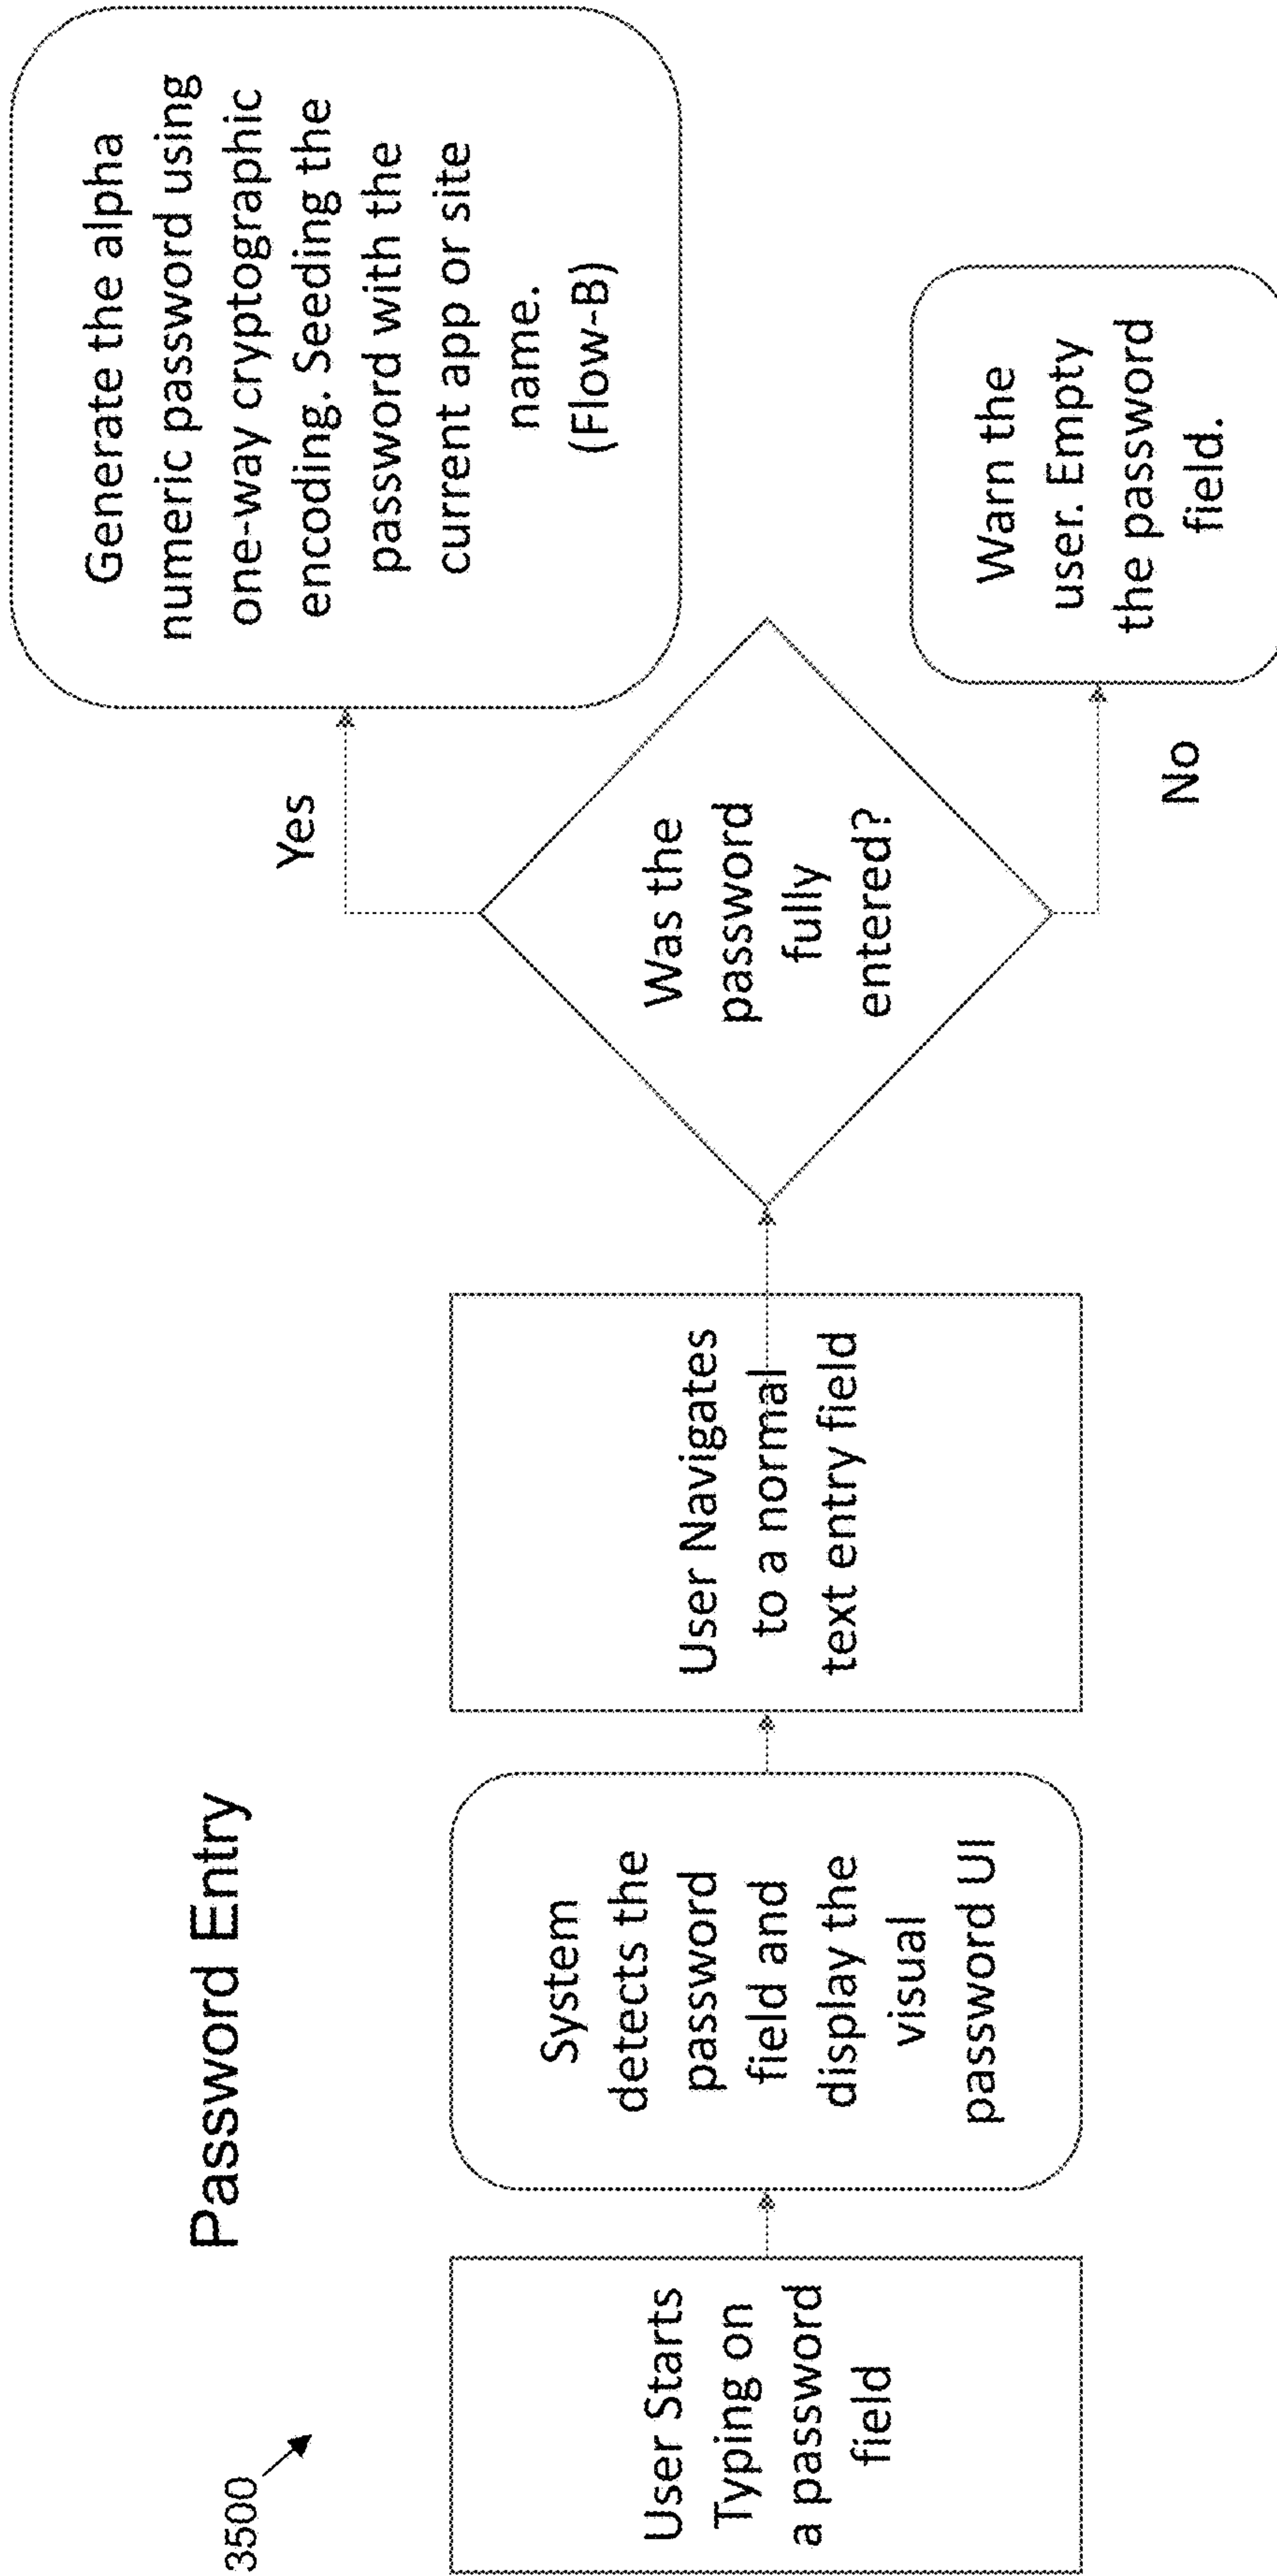 3500
Password Entry
User Starts
Typing on
a password
field
System
detects the
password
field and
display the
visual
password UI
User Navigates
to a normal
text entry field
Was the
password
fully
entered?
Yes
Generate the alpha
numeric password using
one-way cryptographic
encoding. Seeding the
password with the
current app or site
name.
(Flow-B)
No
Warn the
user. Empty
the password
field.